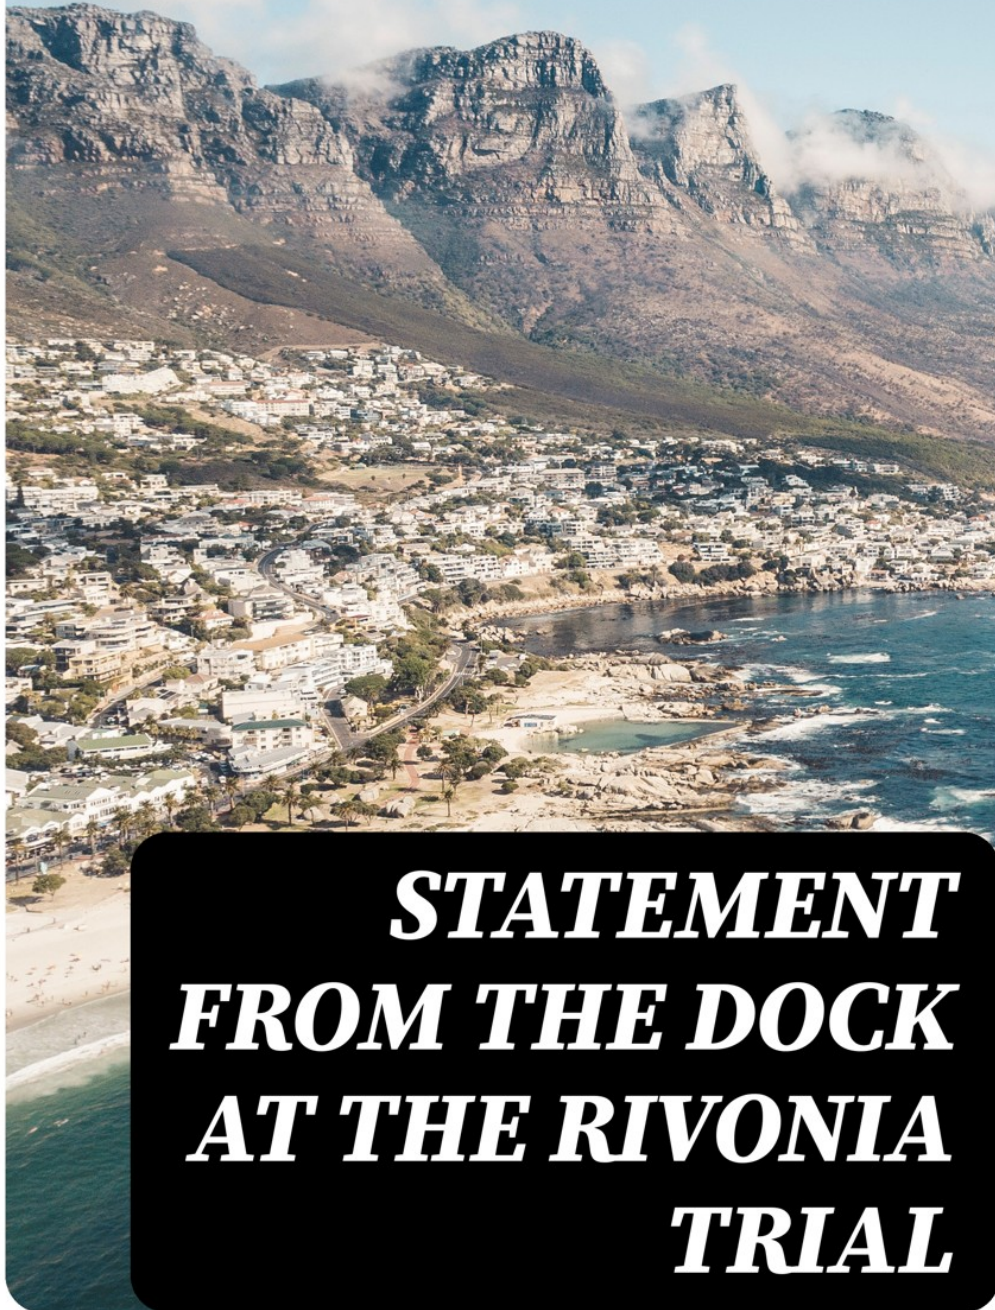 STATEMENT
FROM THE DOCK
AT THE RIVONIA
TRIAL